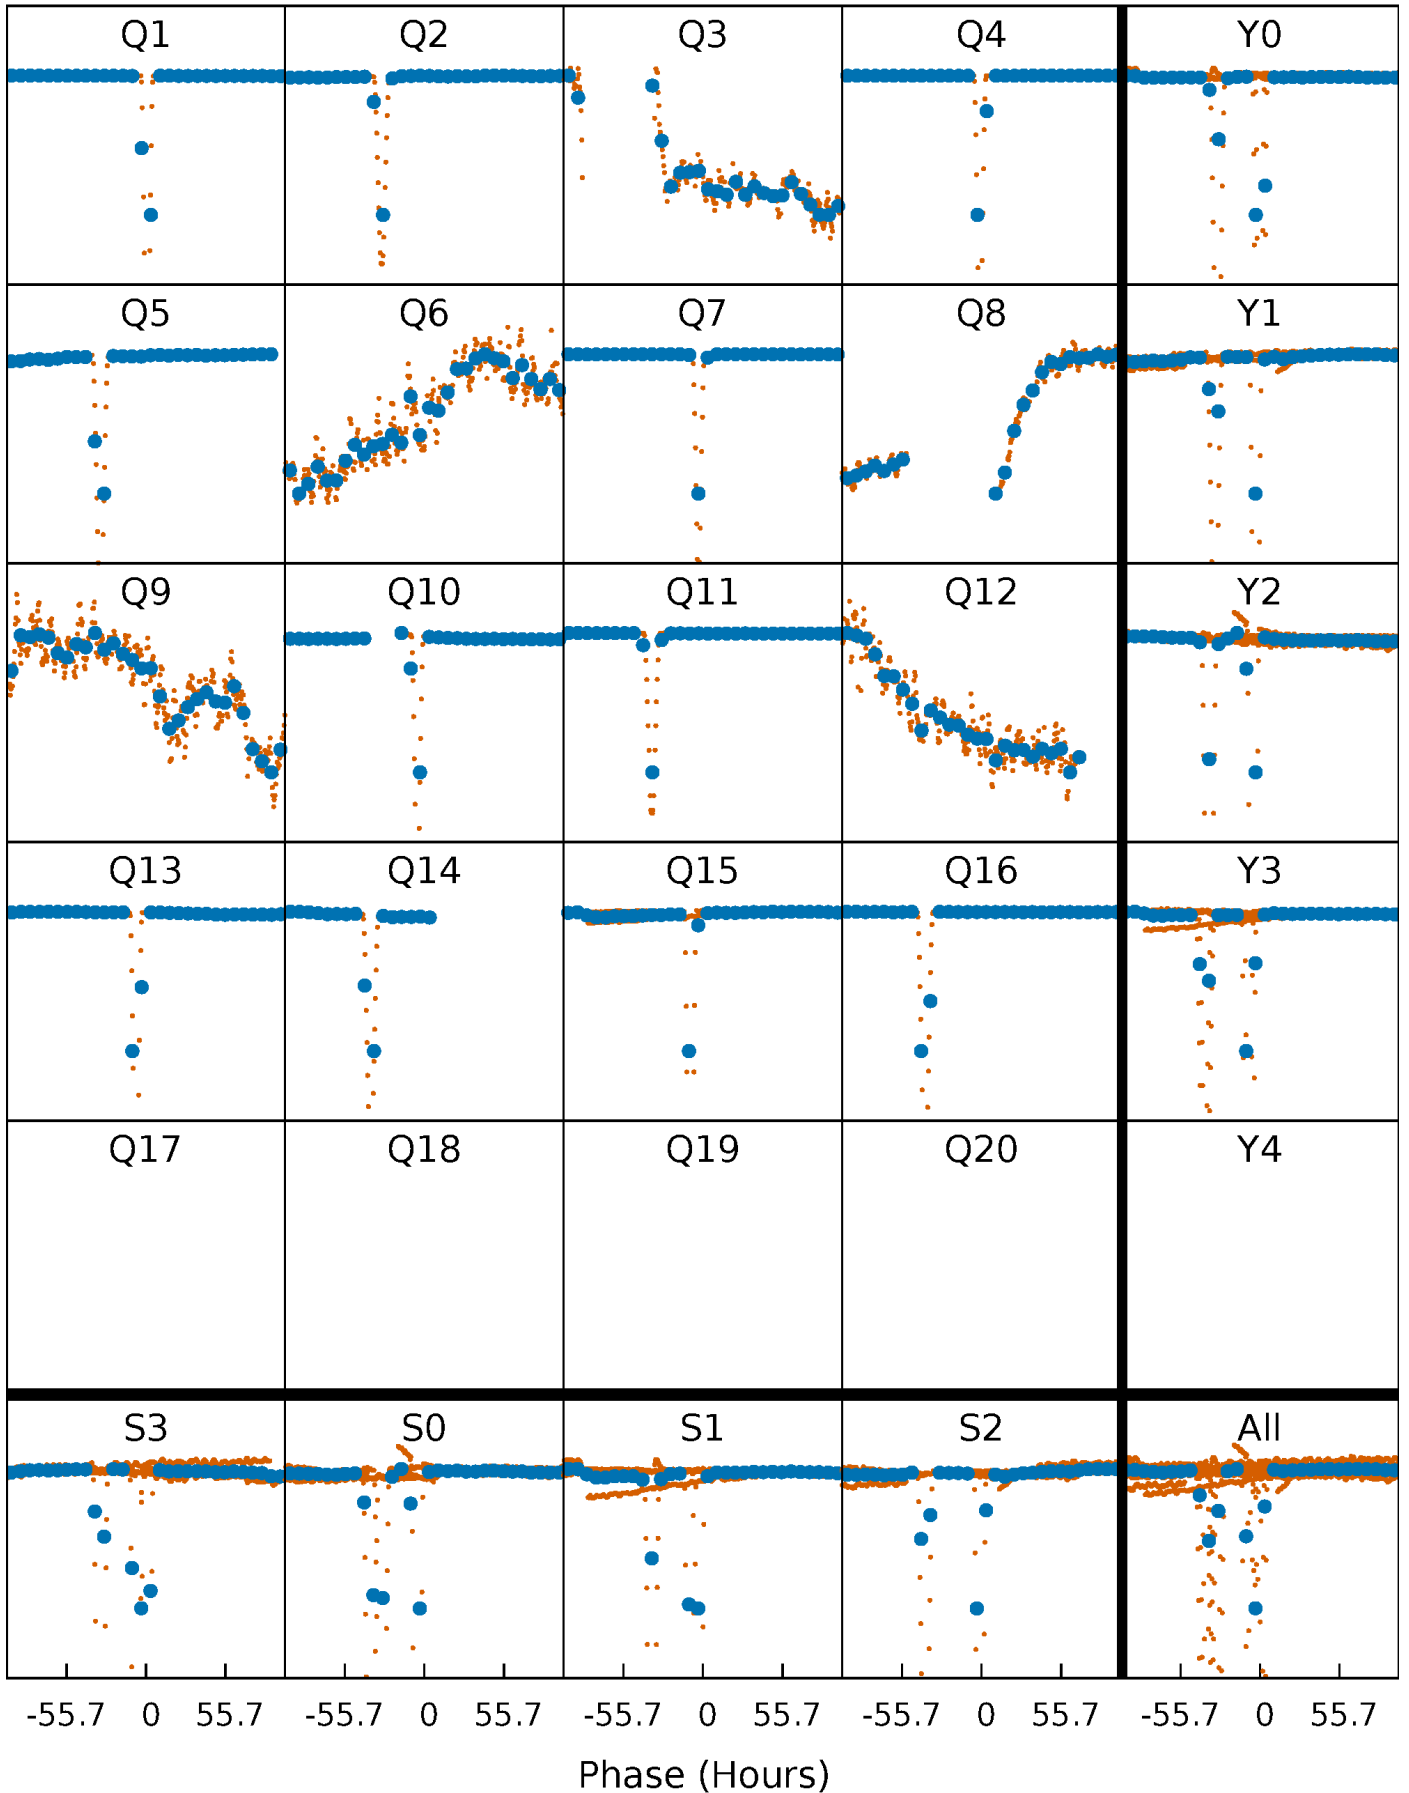 Q1 Q2 Q3 Q4 Y0
Q5 Q6 Q7 Q8 Y1
Q9 Q10 Q11 Q12 Y2
Q13 Q14 Q15 Q16 Y3
Q17 Q18 Q19 Q20 Y4
S3 S0 S1 S2 All
-55.7 0 55.7 -55.7 0 55.7 -55.7 0 55.7 -55.7 0 55.7 -55.7 0 55.7
Phase (Hours)